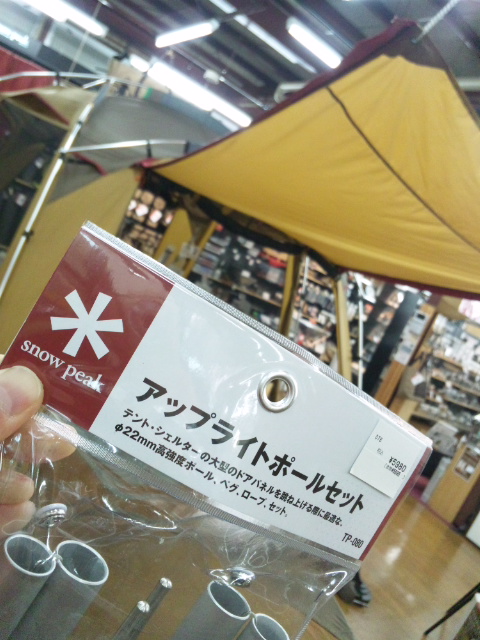 snow peak
アップライトポールセット
テント・シェルターの大型のドアパネルを跳ね上げる際に最適な、
φ22mm高強度ポール、ペグ、ロープ、セット。
TP-080
¥5980